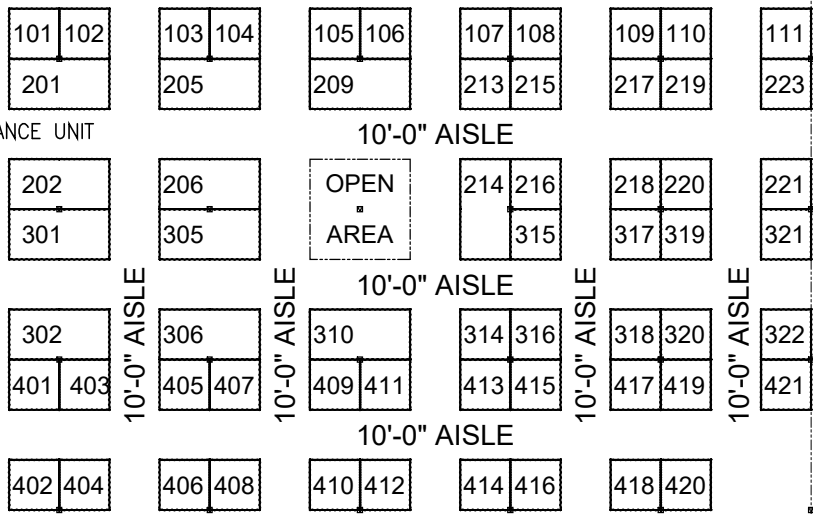 101 102 103 104 105 106 107 108 109 110 111
201 205 209 213 215 217 219 223
ANCE UNIT 10'-0" AISLE
202 206 OPEN 214 216 218 220 221
301 305 AREA 315 317 319 321
10'-0" AISLE
302 306 310 314 316 318 320 322
10'-0" AISLE
10'-0" AISLE
10'-0" AISLE
10'-0" AISLE
401 403 405 407 409 411 413 415 417 419 421
10'-0" AISLE
402 404 406 408 410 412 414 416 418 420